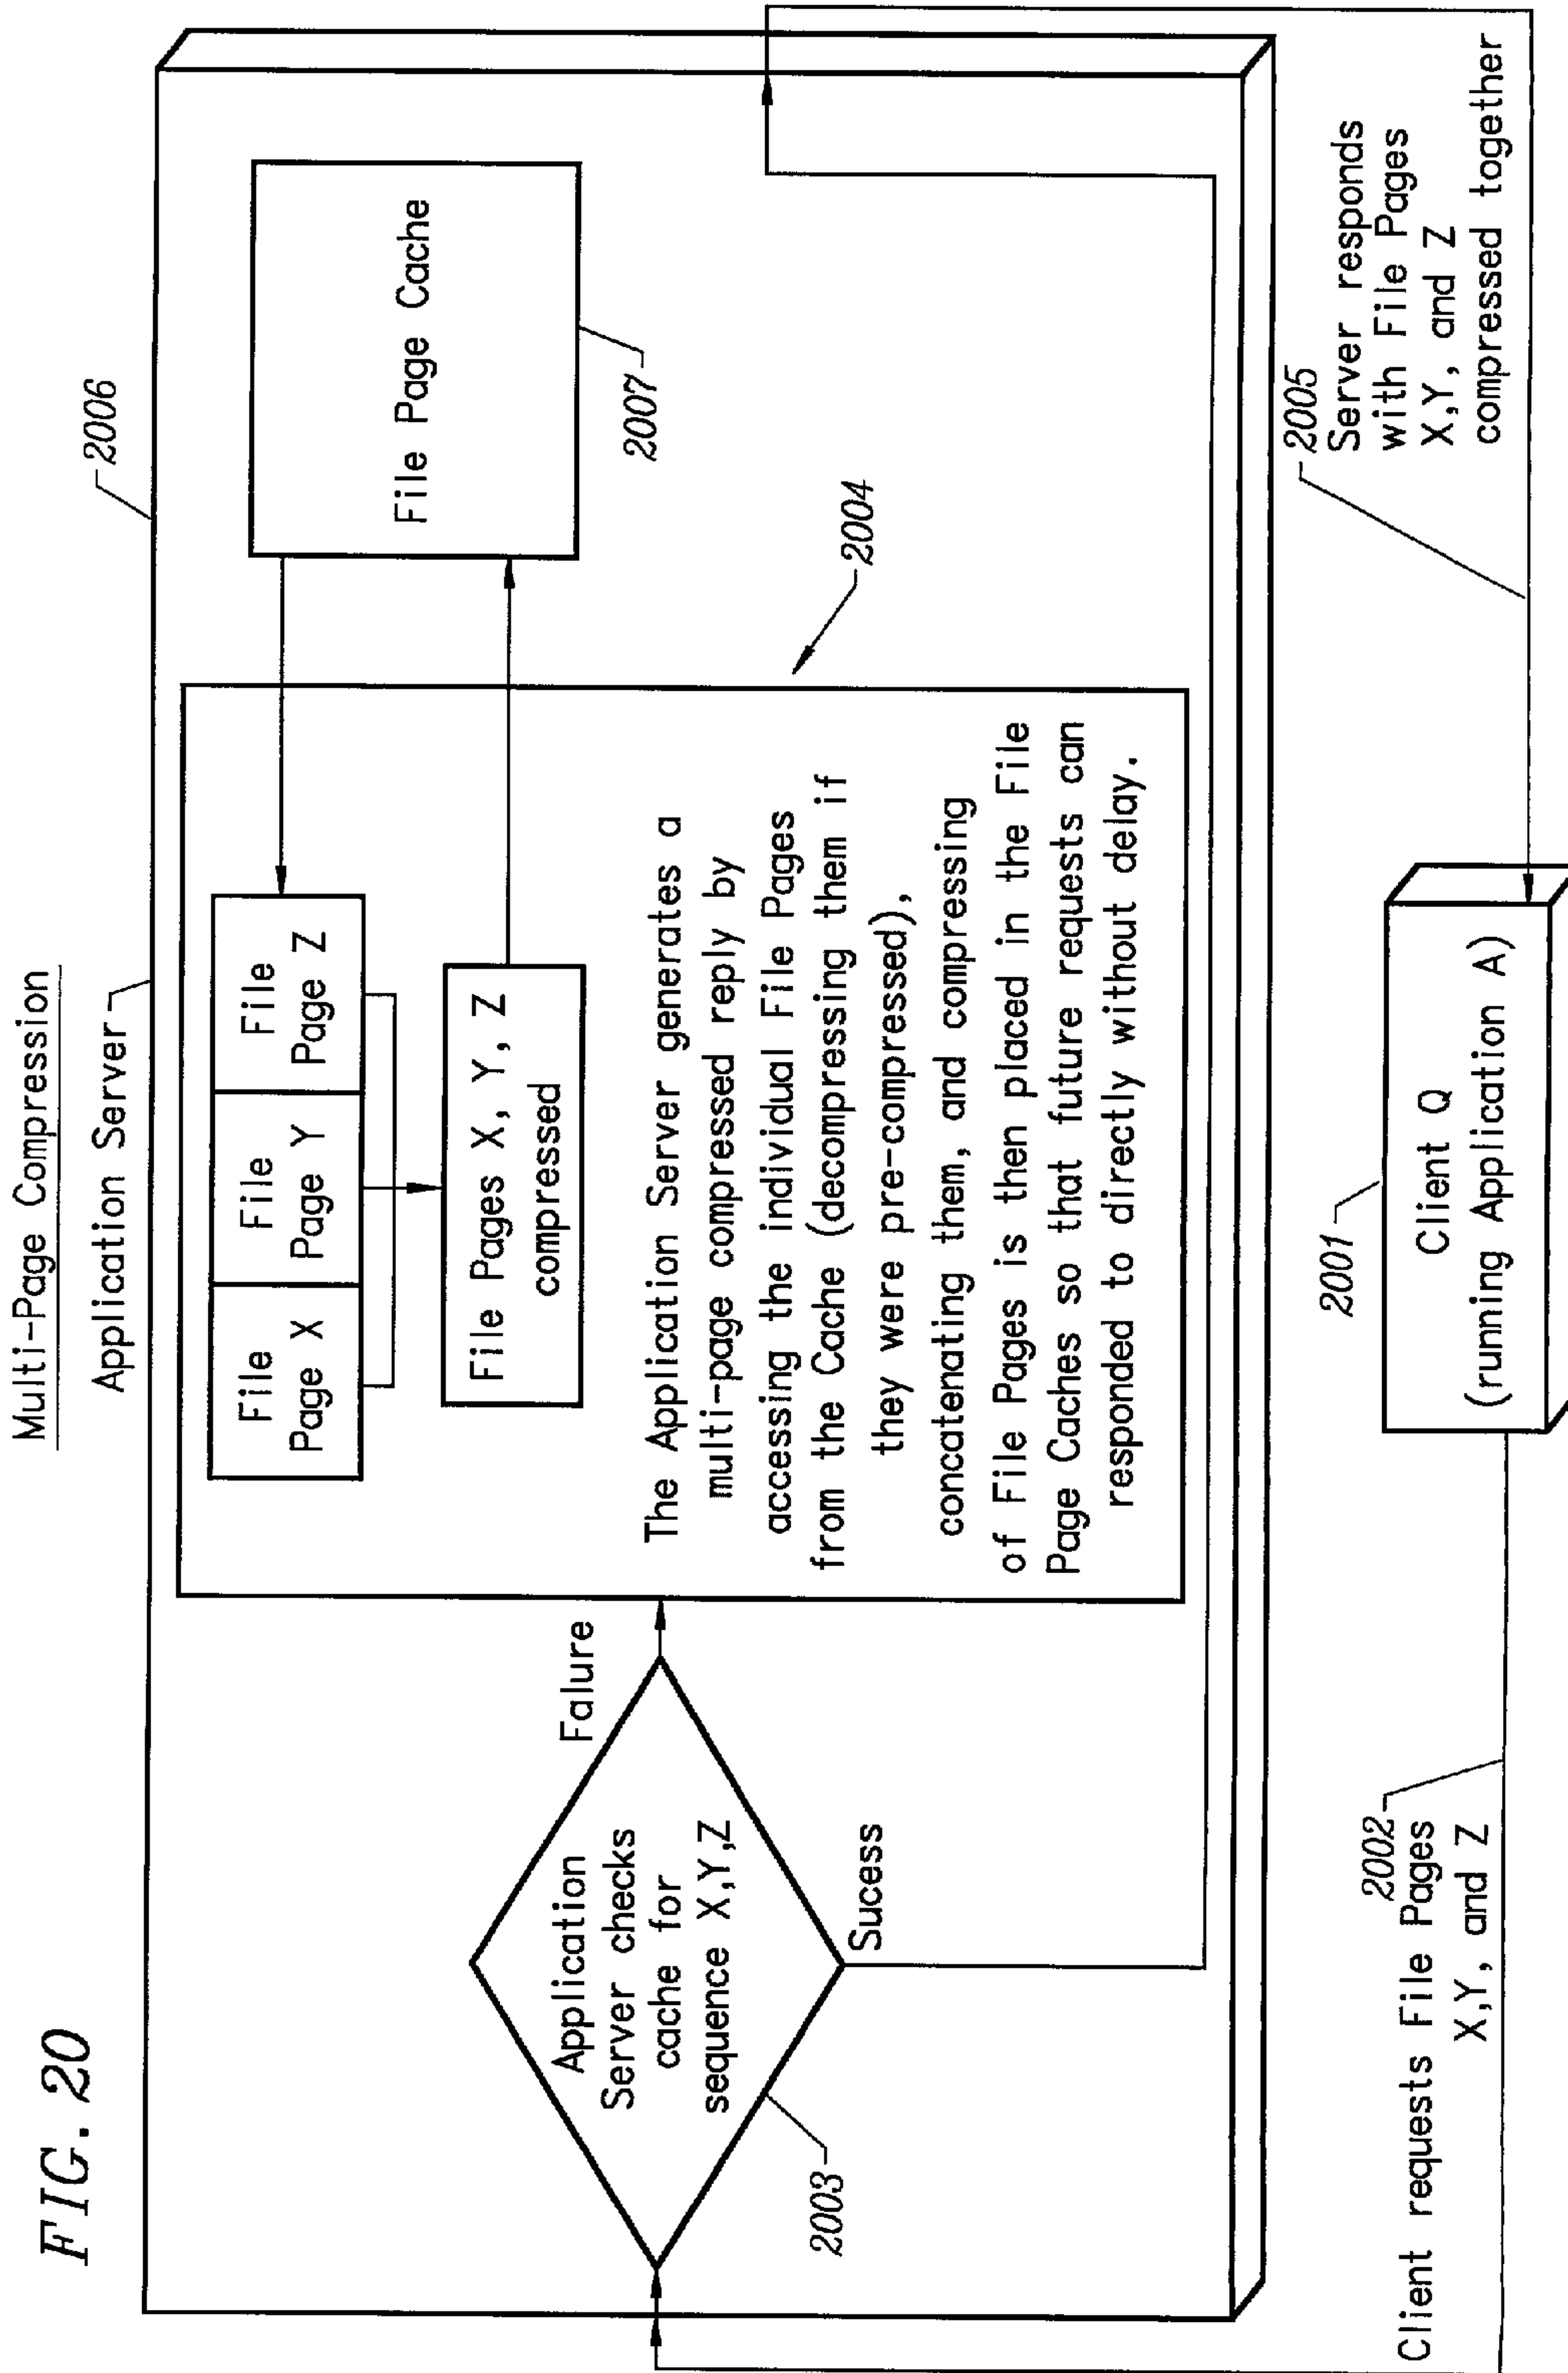 FIG. 20
Multi-Page Compression
Application Server
2006
File
Page X
File
Page Y
File
Page Z
File Pages X, Y, Z
compressed
File Page Cache
2007
2004
The Application Server generates a
multi-page compressed reply by
accessing the individual File Pages
from the Cache (decompressing them if
they were pre-compressed),
concatenating them, and compressing
of File Pages is then placed in the File
Page Caches so that future requests can
responded to directly without delay.
Application
Server checks
cache for
sequence X,Y,Z
Falure
Sucess
2003
2002
Client requests File Pages
X,Y, and Z
2001
Client Q
(running Application A)
2005
Server responds
with File Pages
X,Y, and Z
compressed together